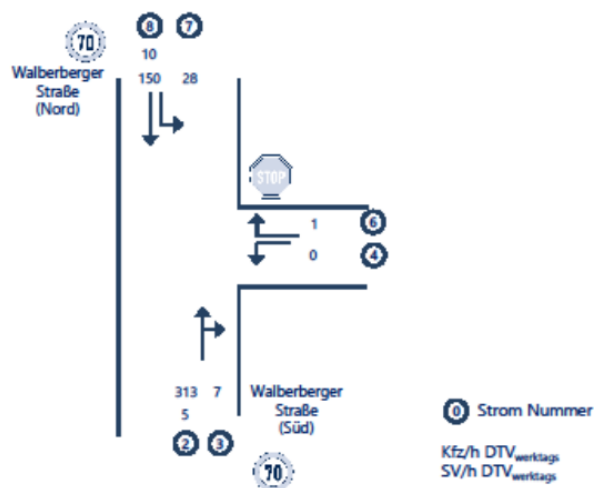 8 7
70
10
Walberberger
Straße
(Nord)
150 28
STOP
1 6
0 4
313 7
5
2 3
Walberberger
Straße
(Süd)
70
0 Strom Nummer
Kfz/h DTVwerktags
SV/h DTVwerktags